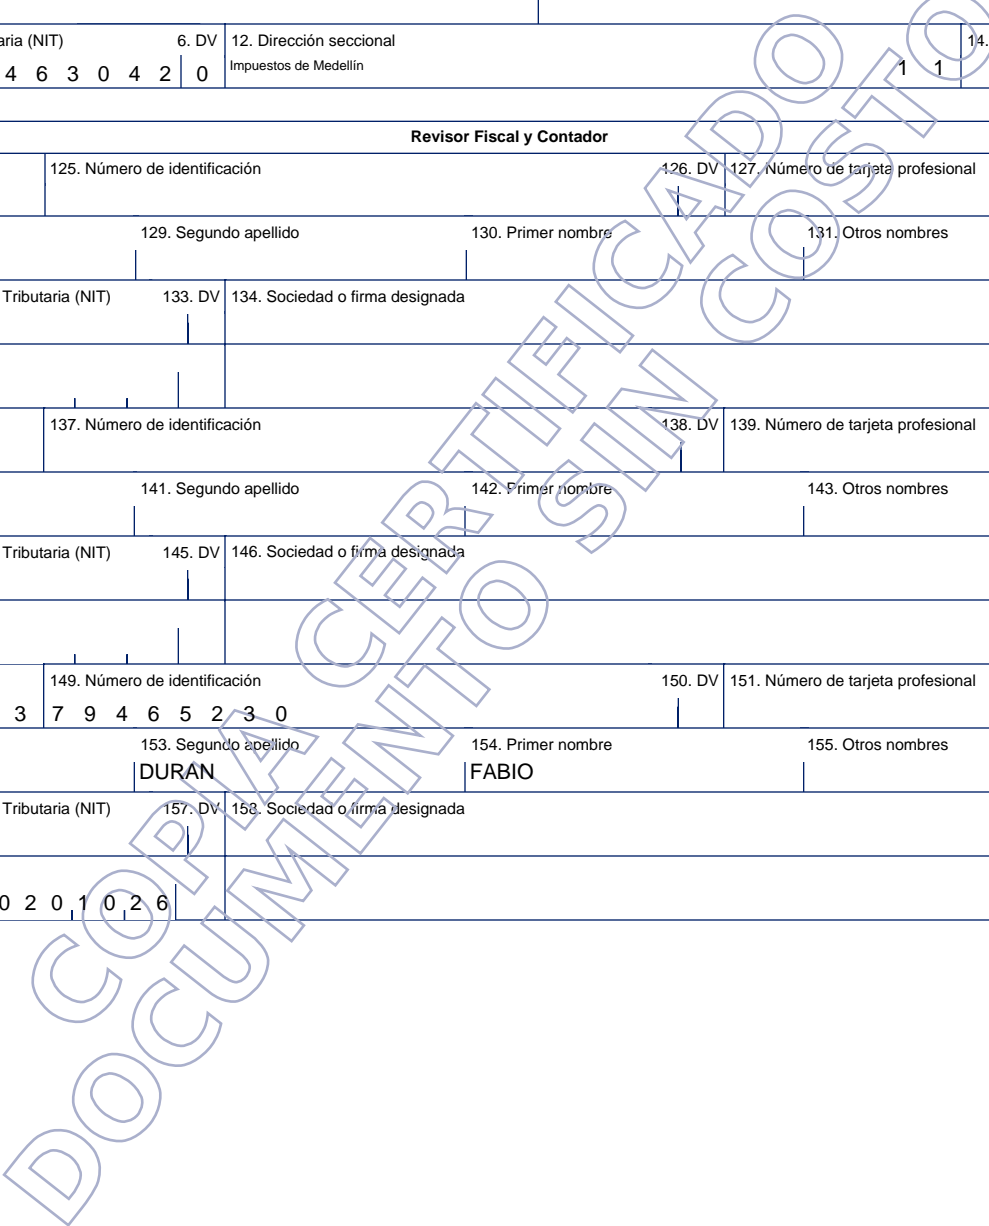 aria (NIT) 6. DV 12. Dirección seccional 14.
4 6 3 0 4 2 0 Impuestos de Medellín 1 1
Revisor Fiscal y Contador
125. Número de identificación 126. DV 127. Número de tarjeta profesional
129. Segundo apellido 130. Primer nombre 131. Otros nombres
Tributaria (NIT) 133. DV 134. Sociedad o firma designada
137. Número de identificación 138. DV 139. Número de tarjeta profesional
141. Segundo apellido 142. Primer nombre 143. Otros nombres
Tributaria (NIT) 145. DV 146. Sociedad o firma designada
149. Número de identificación 150. DV 151. Número de tarjeta profesional
3 7 9 4 6 5 2 3 0
153. Segundo apellido 154. Primer nombre 155. Otros nombres
DURAN FABIO
Tributaria (NIT) 157. DV 158. Sociedad o firma designada
0 2 0 1 0 2 6
COPIA CERTIFICADO
DOCUMENTO SIN COSTO